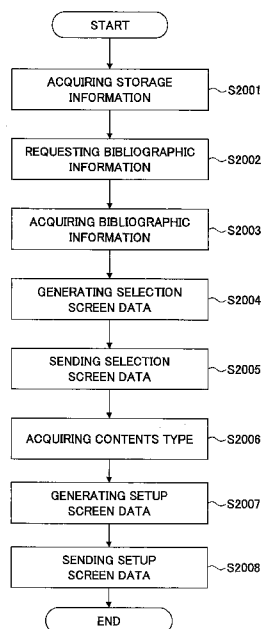 START
ACQUIRING STORAGE
INFORMATION
S2001
REQUESTING BIBLIOGRAPHIC
INFORMATION
S2002
ACQUIRING BIBLIOGRAPHIC
INFORMATION
S2003
GENERATING SELECTION
SCREEN DATA
S2004
SENDING SELECTION
SCREEN DATA
S2005
ACQUIRING CONTENTS TYPE
S2006
GENERATING SETUP
SCREEN DATA
S2007
SENDING SETUP
SCREEN DATA
S2008
END